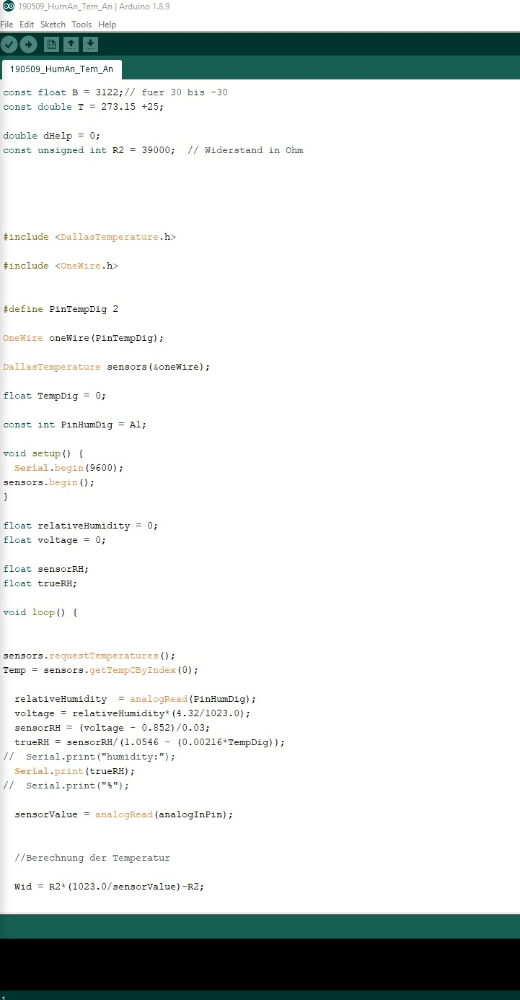 190509_HumAn_Tem_An | Arduino 1.8.9
File Edit Sketch Tools Help
190509_HumAn_Tem_An
const float B = 3122;// fuer 30 bis -30
const double T = 273.15 +25;
double dHelp = 0;
const unsigned int R2 = 39000;  // Widerstand in Ohm
#include <DallasTemperature.h>
#include <OneWire.h>
#define PinTempDig 2
OneWire oneWire(PinTempDig);
DallasTemperature sensors(&oneWire);
float TempDig = 0;
const int PinHumDig = A1;
void setup() {
  Serial.begin(9600);
sensors.begin();
}
float relativeHumidity = 0;
float voltage = 0;
float sensorRH;
float trueRH;
void loop() {
sensors.requestTemperatures();
Temp = sensors.getTempCByIndex(0);
  relativeHumidity  = analogRead(PinHumDig);
  voltage = relativeHumidity*(4.32/1023.0);
  sensorRH = (voltage - 0.852)/0.03;
  trueRH = sensorRH/(1.0546 - (0.00216*TempDig));
//  Serial.print("humidity:");
  Serial.print(trueRH);
//  Serial.print("%");
  sensorValue = analogRead(analogInPin);
  //Berechnung der Temperatur
  Wid = R2*(1023.0/sensorValue)-R2;
1